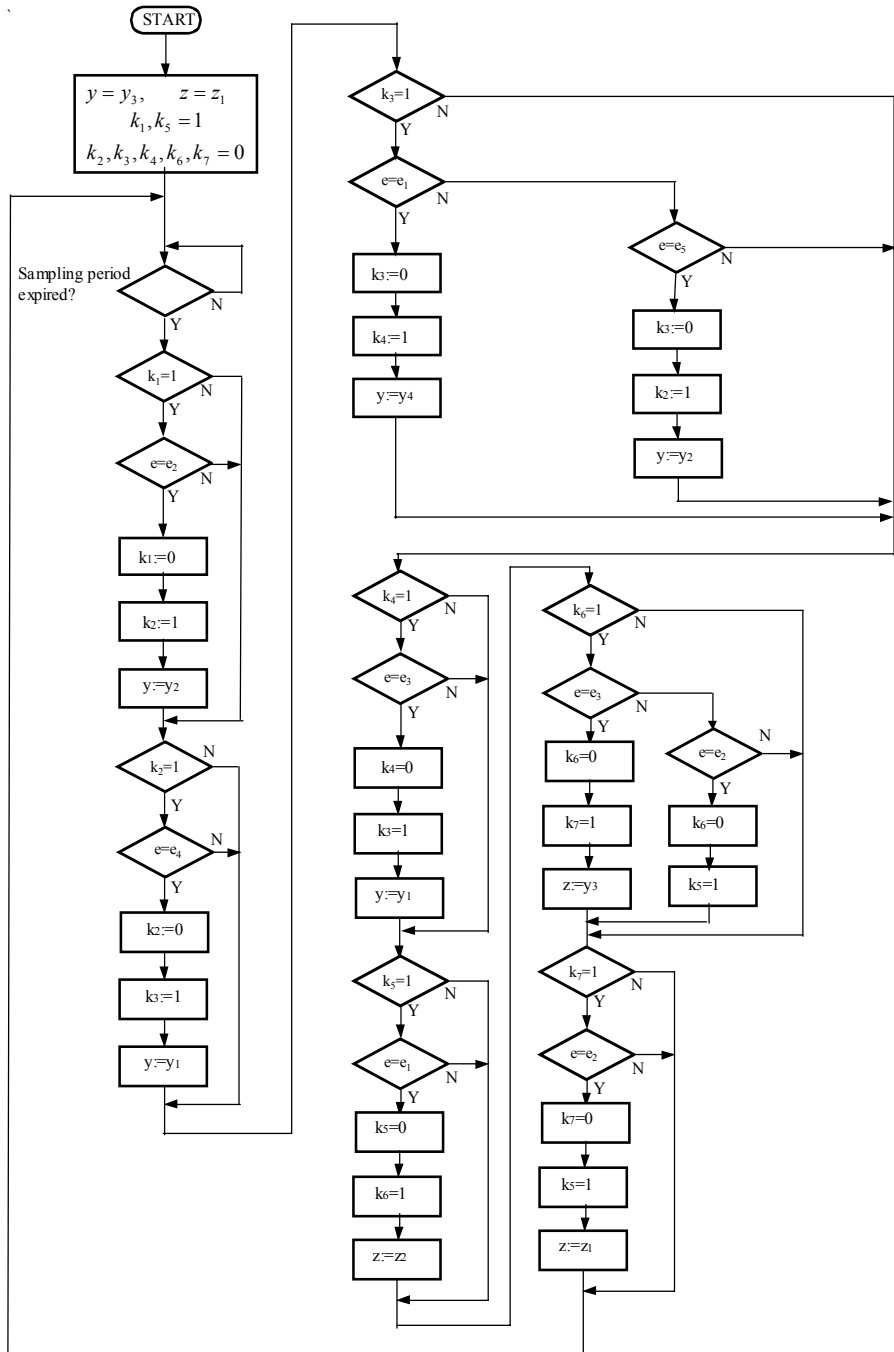 `
START
y = y₃, z = z₁
k₁, k₅ = 1
k₂, k₃, k₄, k₆, k₇ = 0
Sampling period
expired?
N
Y
k₁=1
N
Y
e=e₂
N
Y
k₁:=0
k₂:=1
y:=y₂
k₂=1
N
Y
e=e₄
N
Y
k₂:=0
k₃:=1
y:=y₁
k₃=1
N
Y
e=e₁
N
Y
k₃:=0
k₄:=1
y:=y₄
e=e₅
N
Y
k₃:=0
k₂:=1
y:=y₂
k₄=1
N
Y
e=e₃
N
Y
k₄=0
k₃=1
y:=y₁
k₅=1
N
Y
e=e₁
N
Y
k₅=0
k₆=1
z:=z₂
k₆=1
N
Y
e=e₃
N
Y
k₆=0
k₇=1
z:=y₃
e=e₂
N
Y
k₆=0
k₅=1
k₇=1
N
Y
e=e₂
N
Y
k₇=0
k₅=1
z:=z₁